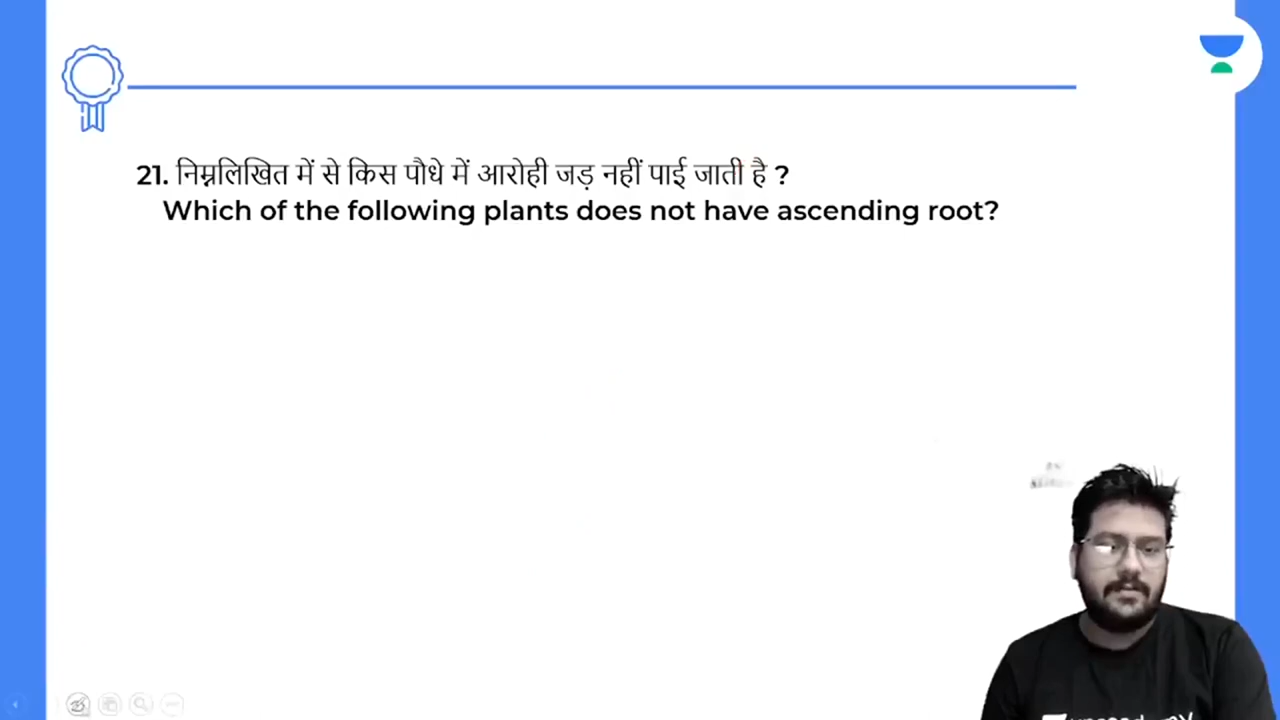 21. निम्नलिखित में से किस पौधे में आरोही जड़ नहीं पाई जाती है ?
Which of the following plants does not have ascending root?